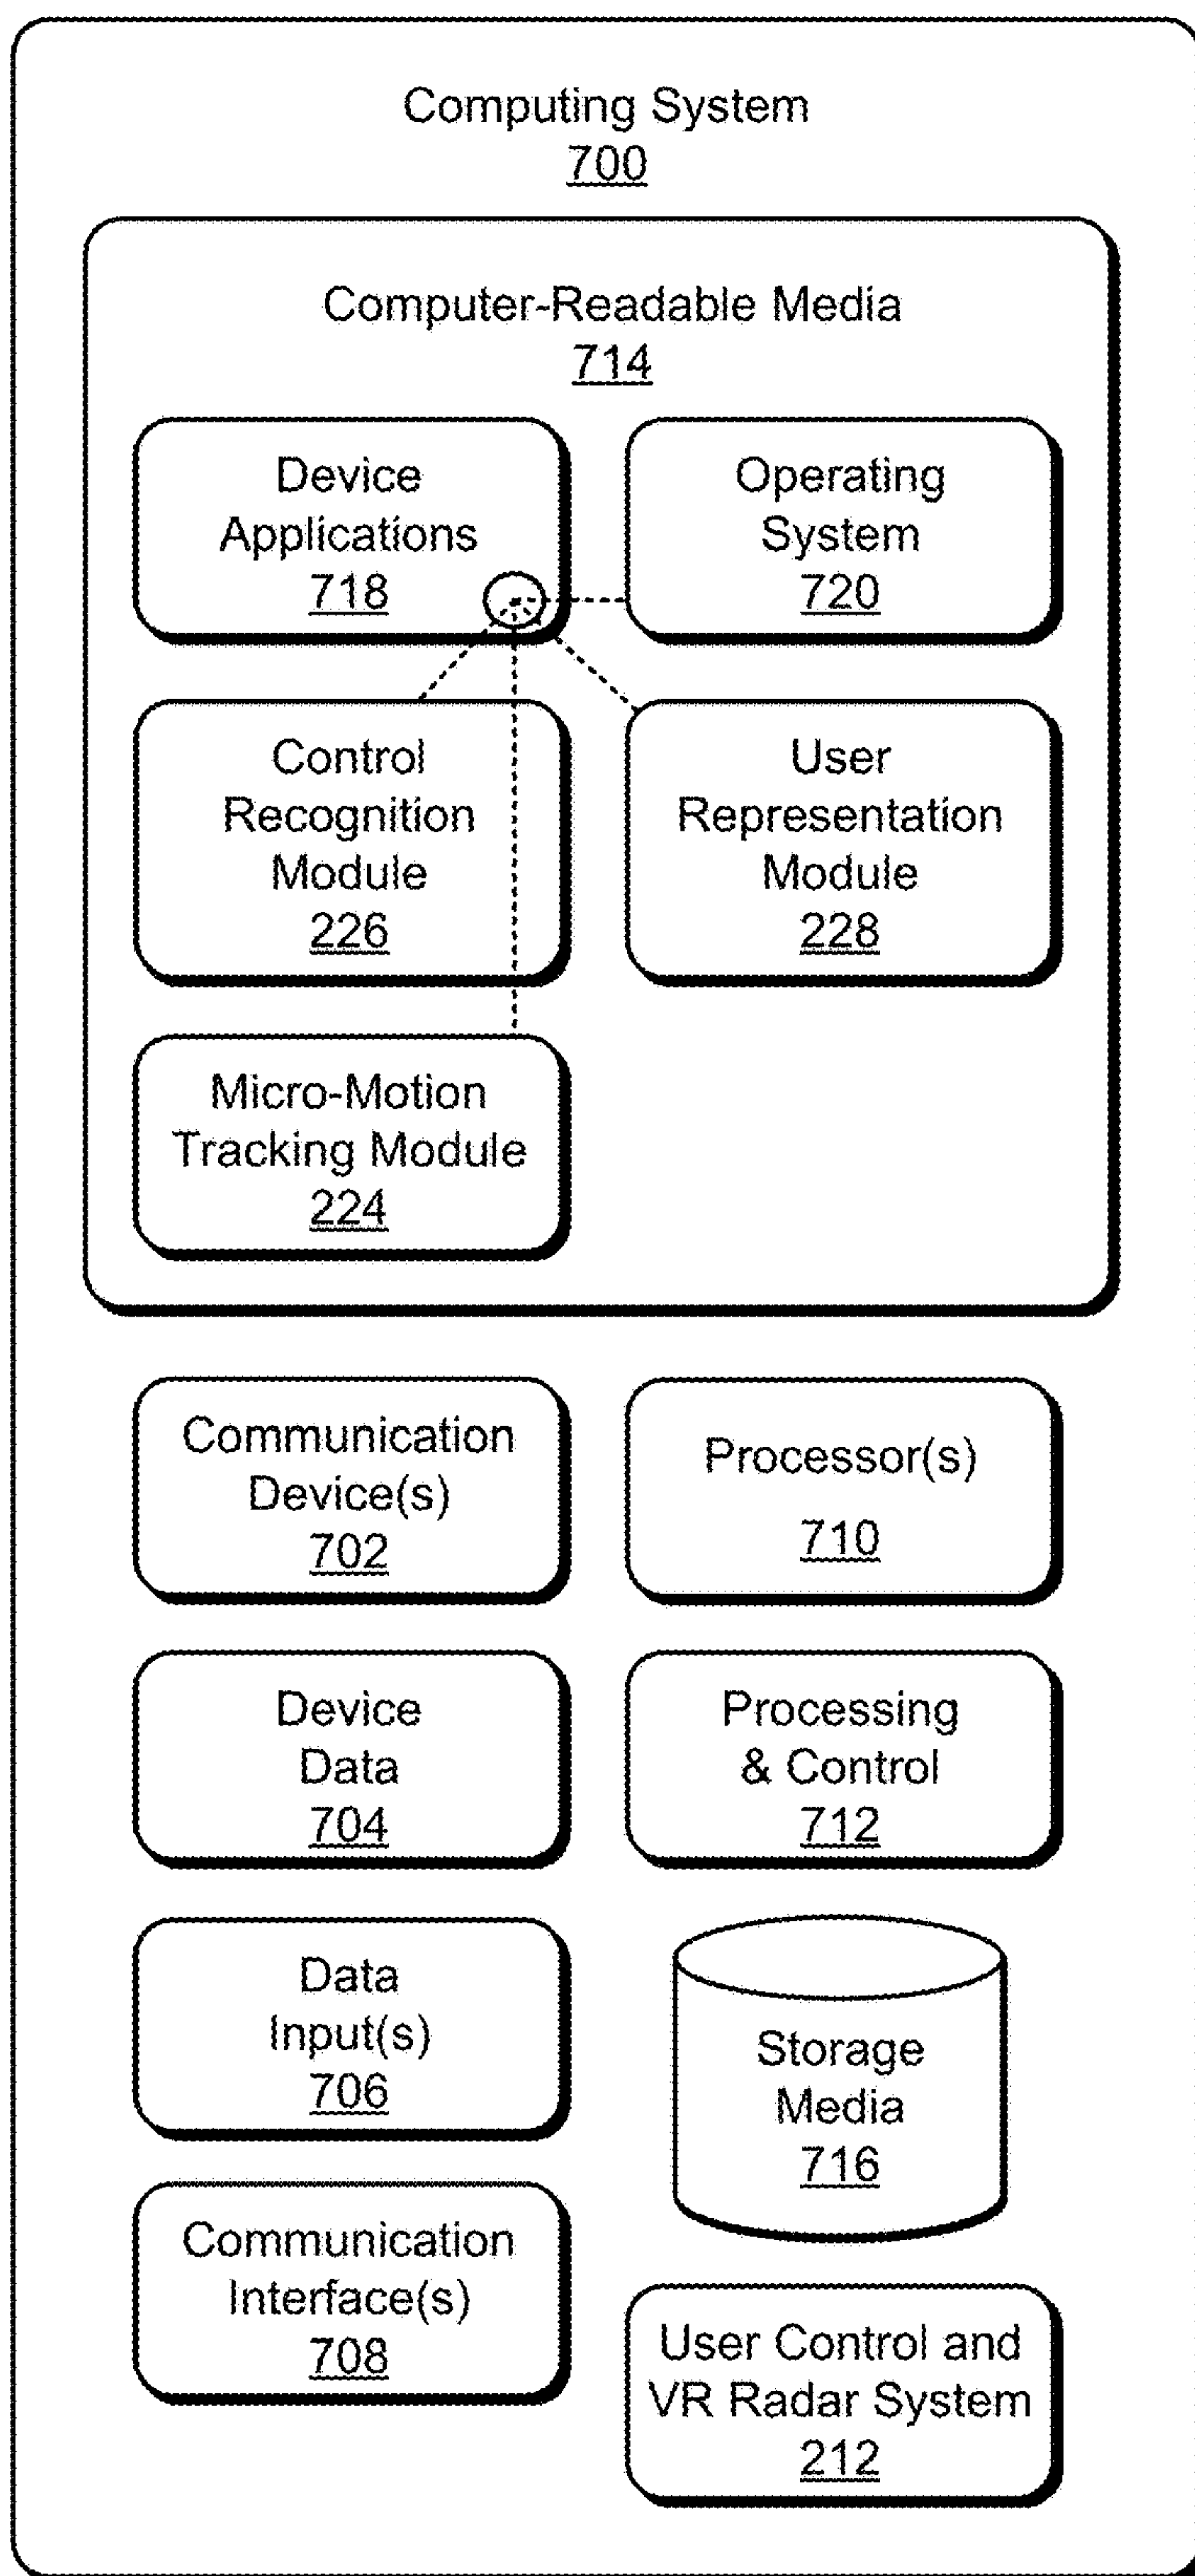 Computing System
700
Computer-Readable Media
714
Device
Applications
718
Operating
System
720
Control
Recognition
Module
226
User
Representation
Module
228
Micro-Motion
Tracking Module
224
Communication
Device(s)
702
Processor(s)
710
Device
Data
704
Processing
& Control
712
Data
Input(s)
706
Storage
Media
716
Communication
Interface(s)
708
User Control and
VR Radar System
212